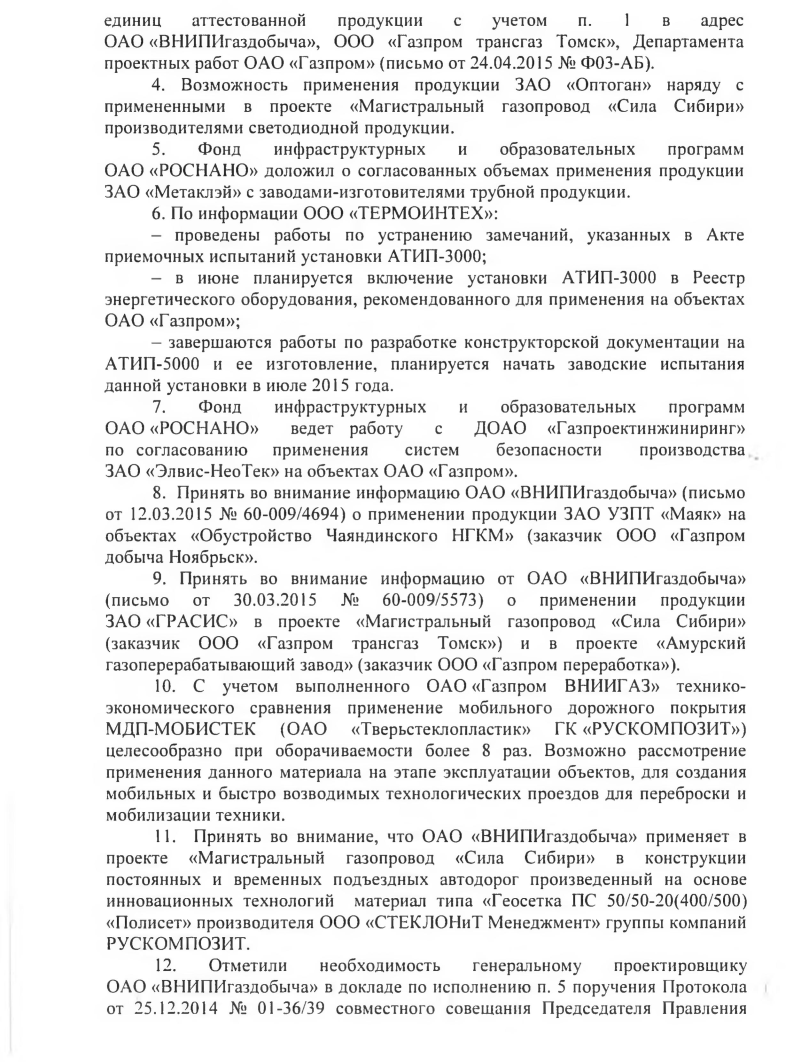 единиц аттестованной продукции с учетом п. 1 в адрес
ОАО «ВНИПИгаздобыча», ООО «Газпром трансгаз Томск», Департамента
проектных работ ОАО «Газпром» (письмо от 24.04.2015 № Ф03-АБ).
4. Возможность применения продукции ЗАО «Оптоган» наряду с
примененными в проекте «Магистральный газопровод «Сила Сибири»
производителями светодиодной продукции.
5. Фонд инфраструктурных и образовательных программ
ОАО «РОСНАНО» доложил о согласованных объемах применения продукции
ЗАО «Метаклэй» с заводами-изготовителями трубной продукции.
6. По информации ООО «ТЕРМОИНТЕХ»:
– проведены работы по устранению замечаний, указанных в Акте
приемочных испытаний установки АТИП-3000;
– в июне планируется включение установки АТИП-3000 в Реестр
энергетического оборудования, рекомендованного для применения на объектах
ОАО «Газпром»;
– завершаются работы по разработке конструкторской документации на
АТИП-5000 и ее изготовление, планируется начать заводские испытания
данной установки в июле 2015 года.
7. Фонд инфраструктурных и образовательных программ
ОАО «РОСНАНО» ведет работу с ДОАО «Газпроектинжиниринг»
по согласованию применения систем безопасности производства
ЗАО «Элвис-НеоТек» на объектах ОАО «Газпром».
8. Принять во внимание информацию ОАО «ВНИПИгаздобыча» (письмо
от 12.03.2015 № 60-009/4694) о применении продукции ЗАО УЗПТ «Маяк» на
объектах «Обустройство Чаяндинского НГКМ» (заказчик ООО «Газпром
добыча Ноябрьск».
9. Принять во внимание информацию от ОАО «ВНИПИгаздобыча»
(письмо от 30.03.2015 № 60-009/5573) о применении продукции
ЗАО «ГРАСИС» в проекте «Магистральный газопровод «Сила Сибири»
(заказчик ООО «Газпром трансгаз Томск») и в проекте «Амурский
газоперерабатывающий завод» (заказчик ООО «Газпром переработка»).
10. С учетом выполненного ОАО «Газпром ВНИИГАЗ» технико-
экономического сравнения применение мобильного дорожного покрытия
МДП-МОБИСТЕК (ОАО «Тверьстеклопластик» ГК «РУСКОМПОЗИТ»)
целесообразно при оборачиваемости более 8 раз. Возможно рассмотрение
применения данного материала на этапе эксплуатации объектов, для создания
мобильных и быстро возводимых технологических проездов для переброски и
мобилизации техники.
11. Принять во внимание, что ОАО «ВНИПИгаздобыча» применяет в
проекте «Магистральный газопровод «Сила Сибири» в конструкции
постоянных и временных подъездных автодорог произведенный на основе
инновационных технологий материал типа «Геосетка ПС 50/50-20(400/500)
«Полисет» производителя ООО «СТЕКЛОНиТ Менеджмент» группы компаний
РУСКОМПОЗИТ.
12. Отметили необходимость генеральному проектировщику
ОАО «ВНИПИгаздобыча» в докладе по исполнению п. 5 поручения Протокола
от 25.12.2014 № 01-36/39 совместного совещания Председателя Правления